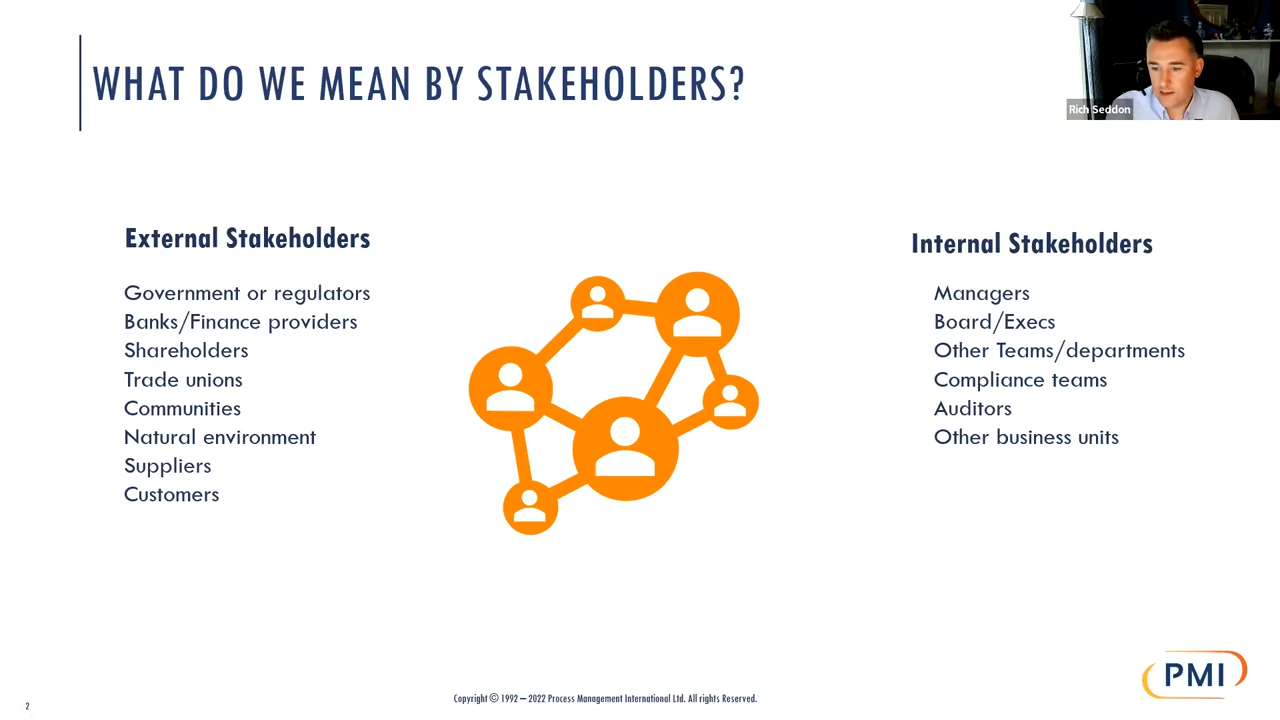 WHAT DO WE MEAN BY STAKEHOLDERS?
Rich Seddon
External Stakeholders
Government or regulators
Banks/Finance providers
Shareholders
Trade unions
Communities
Natural environment
Suppliers
Customers
Internal Stakeholders
Managers
Board/Execs
Other Teams/departments
Compliance teams
Auditors
Other business units
PMI
2
Copyright © 1992 – 2022 Process Management International Ltd. All rights Reserved.